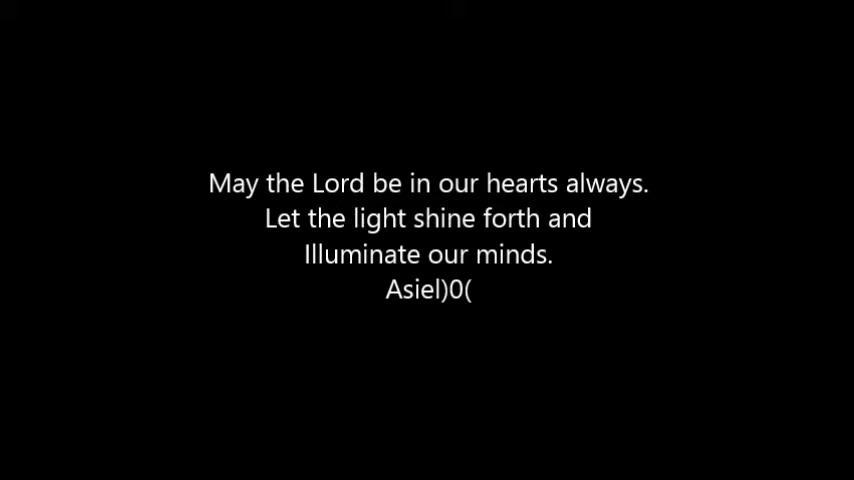 May the Lord be in our hearts always.
Let the light shine forth and
Illuminate our minds.
Asiel)0(